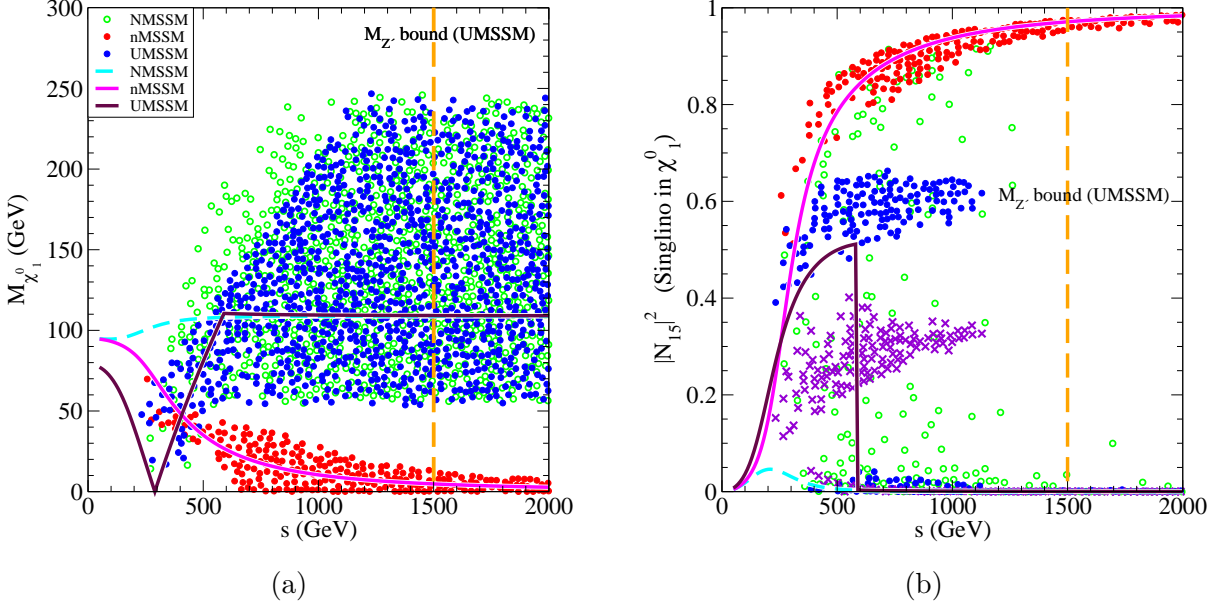 300
250
200
150
100
50
0
0 500 1000 1500 2000
s (GeV)
M_{χ^0_1} (GeV)
NMSSM
nMSSM
UMSSM
NMSSM
nMSSM
UMSSM
M_{Z′} bound (UMSSM)
(a)
1
0.8
0.6
0.4
0.2
0
0 500 1000 1500 2000
s (GeV)
|N_{15}|^2 (Singlino in χ^0_1)
M_{Z′} bound (UMSSM)
(b)